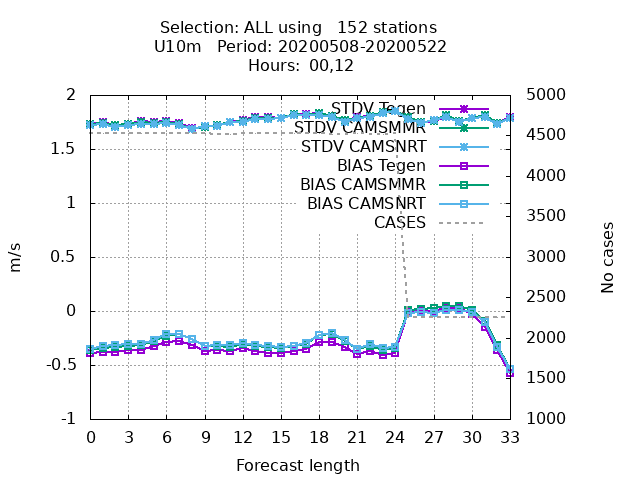 Selection: ALL using   152 stations
U10m   Period: 20200508-20200522
Hours:  00,12
2
1.5
1
0.5
0
-0.5
-1
m/s
5000
4500
4000
3500
3000
2500
2000
1500
1000
No cases
STDV Tegen
STDV CAMSMMR
STDV CAMSNRT
BIAS Tegen
BIAS CAMSMMR
BIAS CAMSNRT
CASES
0 3 6 9 12 15 18 21 24 27 30 33
Forecast length